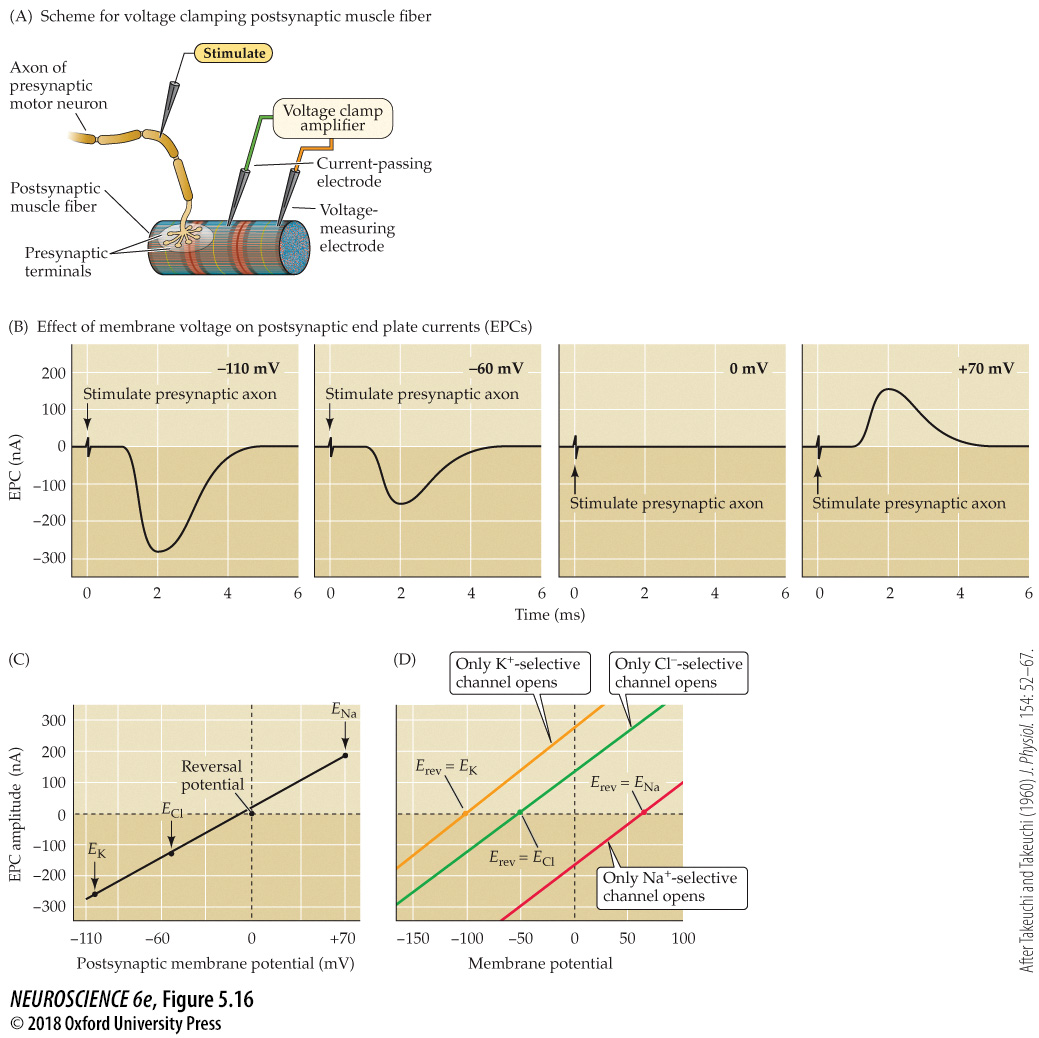 (A) Scheme for voltage clamping postsynaptic muscle fiber
Stimulate
Axon of
presynaptic
motor neuron
Voltage clamp
amplifier
Current-passing
electrode
Postsynaptic
muscle fiber
Voltage-
measuring
electrode
Presynaptic
terminals
(B) Effect of membrane voltage on postsynaptic end plate currents (EPCs)
EPC (nA)
200
100
0
–100
–200
–300
–110 mV
Stimulate presynaptic axon
0 2 4 6
–60 mV
Stimulate presynaptic axon
0 2 4 6
0 mV
Stimulate presynaptic axon
0 2 4 6
+70 mV
Stimulate presynaptic axon
0 2 4 6
Time (ms)
(C)
EPC amplitude (nA)
300
200
100
0
–100
–200
–300
ENa
Reversal
potential
ECl
EK
–110 –60 0 +70
Postsynaptic membrane potential (mV)
(D)
Only K+-selective
channel opens
Only Cl–-selective
channel opens
Erev = EK
Erev = ENa
Erev = ECl
Only Na+-selective
channel opens
–150 –100 –50 0 50 100
Membrane potential
After Takeuchi and Takeuchi (1960) J. Physiol. 154: 52–67.
NEUROSCIENCE 6e, Figure 5.16
© 2018 Oxford University Press